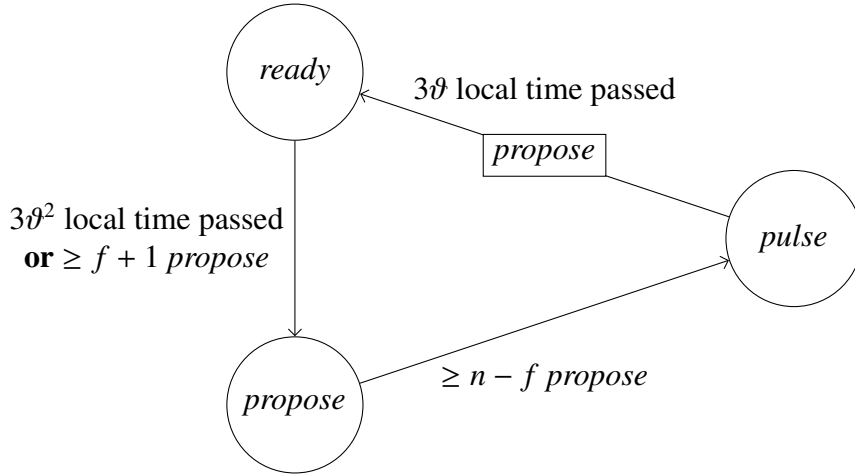 ready
3ϑ local time passed
propose
pulse
3ϑ² local time passed
or ≥ f + 1 propose
propose
≥ n − f propose